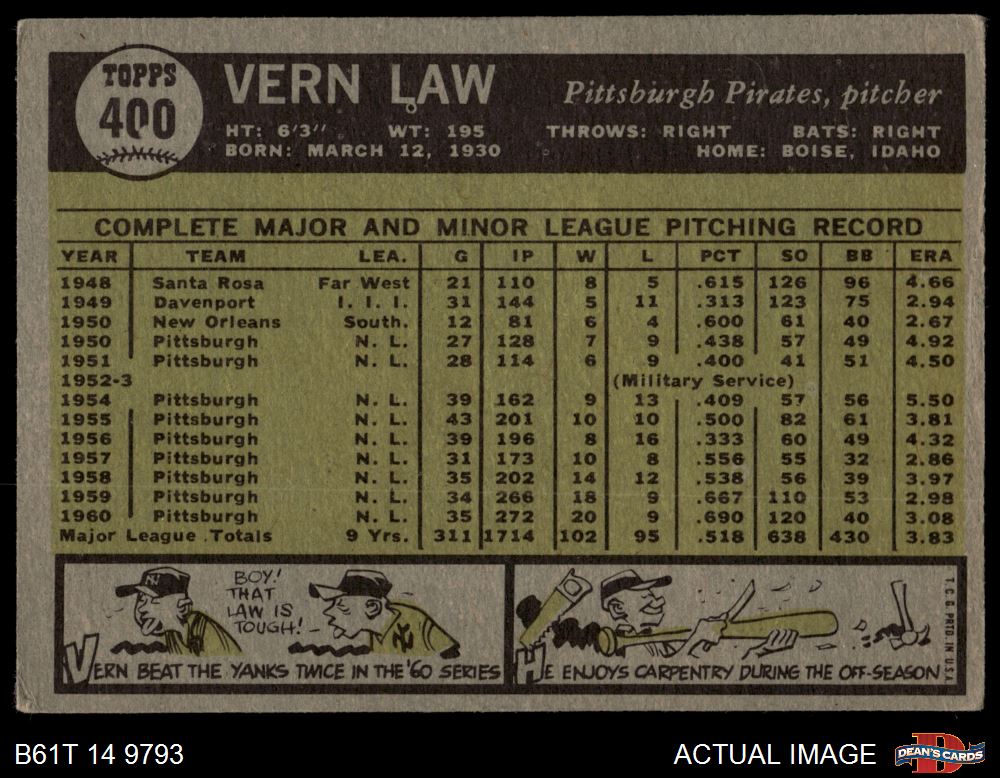 TOPPS
400
VERN LAW
Pittsburgh Pirates, pitcher
HT: 6'3" WT: 195 THROWS: RIGHT BATS: RIGHT
BORN: MARCH 12, 1930 HOME: BOISE, IDAHO
COMPLETE MAJOR AND MINOR LEAGUE PITCHING RECORD
YEAR TEAM LEA. G IP W L PCT SO BB ERA
1948 Santa Rosa Far West 21 110 8 5 .615 126 96 4.66
1949 Davenport I. I. I. 31 144 5 11 .313 123 75 2.94
1950 New Orleans South. 12 81 6 4 .600 61 40 2.67
1950 Pittsburgh N. L. 27 128 7 9 .438 57 49 4.92
1951 Pittsburgh N. L. 28 114 6 9 .400 41 51 4.50
1952-3 (Military Service)
1954 Pittsburgh N. L. 39 162 9 13 .409 57 56 5.50
1955 Pittsburgh N. L. 43 201 10 10 .500 82 61 3.81
1956 Pittsburgh N. L. 39 196 8 16 .333 60 49 4.32
1957 Pittsburgh N. L. 31 173 10 8 .556 55 32 2.86
1958 Pittsburgh N. L. 35 202 14 12 .538 56 39 3.97
1959 Pittsburgh N. L. 34 266 18 9 .667 110 53 2.98
1960 Pittsburgh N. L. 35 272 20 9 .690 120 40 3.08
Major League Totals 9 Yrs. 311 1714 102 95 .518 638 430 3.83
NY
BOY!
THAT
LAW IS
TOUGH!
NY
VERN BEAT THE YANKS TWICE IN THE '60 SERIES
HE ENJOYS CARPENTRY DURING THE OFF-SEASON
T.C.G. PRTD. IN U.S.A.
B61T 14 9793
ACTUAL IMAGE
D
DEAN'S CARDS